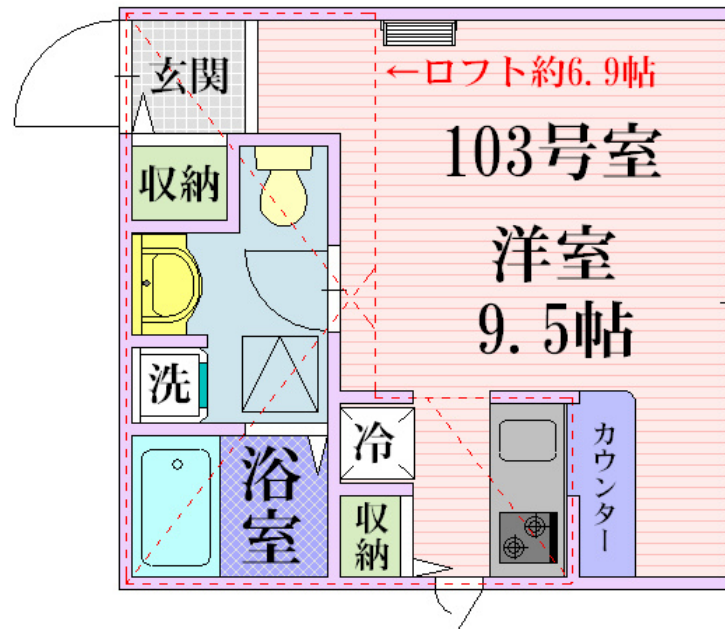 玄関
←ロフト約6.9帖
103号室
収納
洋室
9.5帖
洗
冷
カウンター
浴室
収納